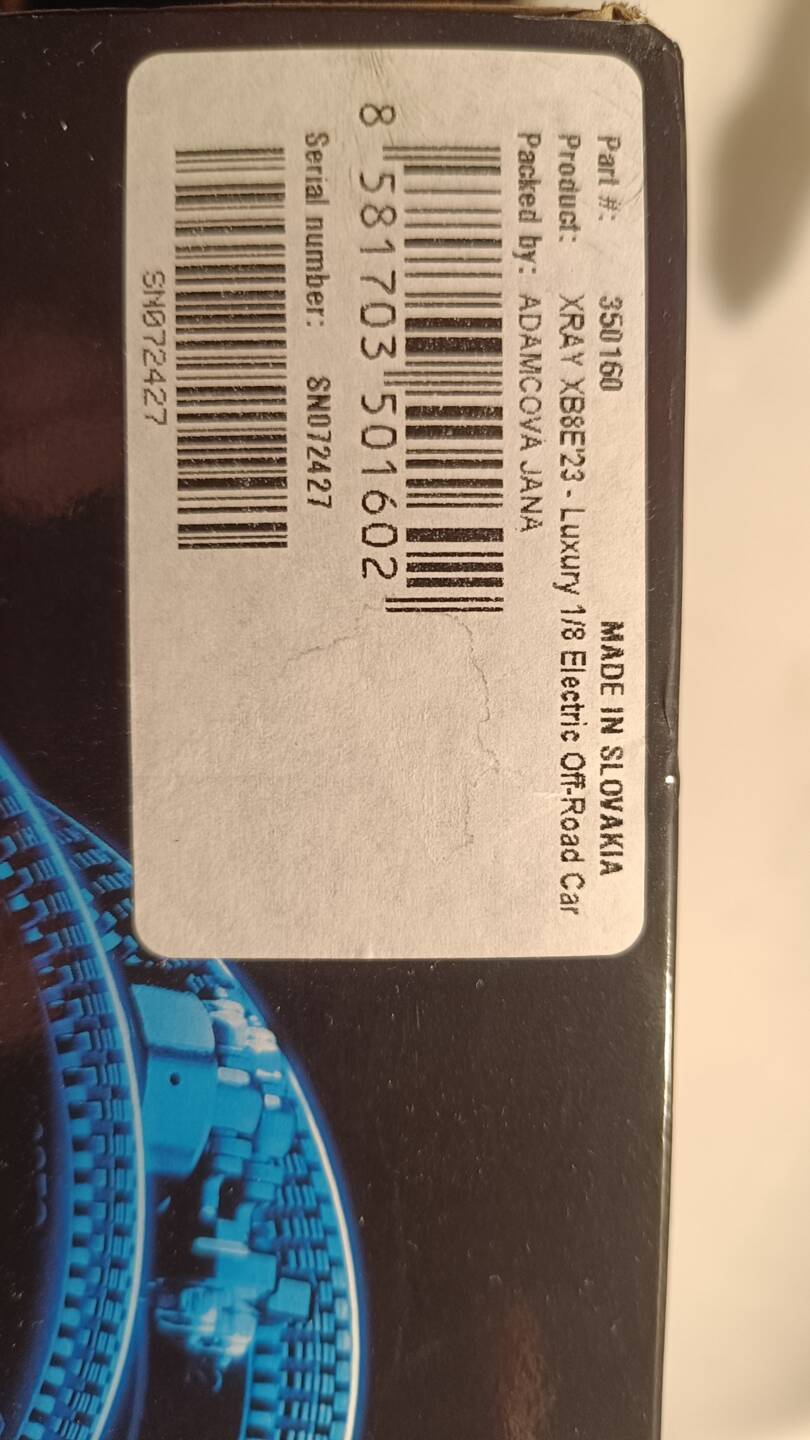 Part #: 350160 MADE IN SLOVAKIA
Product: XRAY XB8E'23 - Luxury 1/8 Electric Off-Road Car
Packed by: ADAMCOVÁ JANA
8 581703 501602
Serial number: SN072427
SN072427